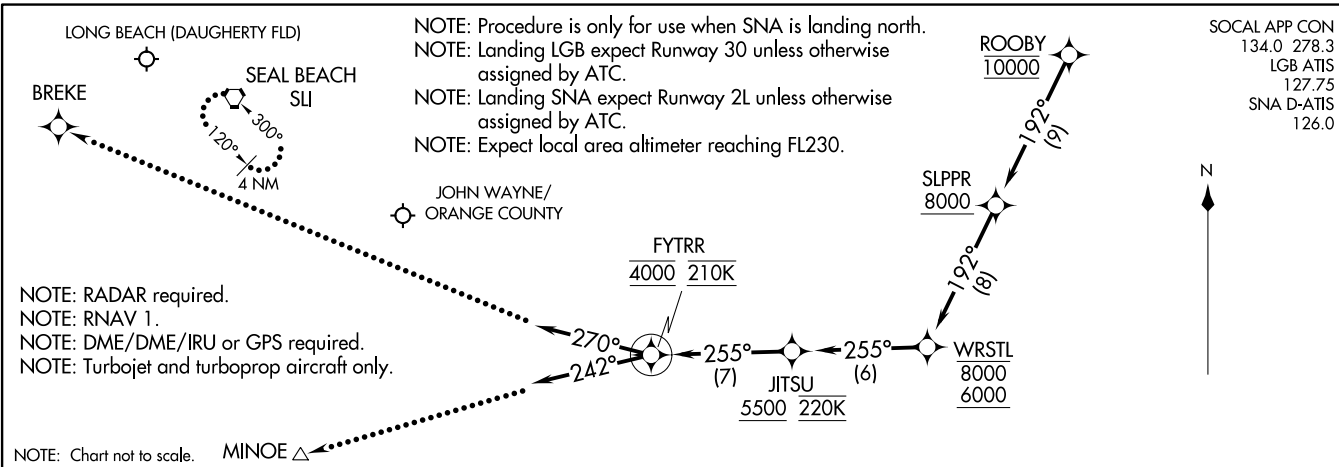 LONG BEACH (DAUGHERTY FLD)
SEAL BEACH
SLI
BREKE
300°
120°
4 NM
NOTE: Procedure is only for use when SNA is landing north.
NOTE: Landing LGB expect Runway 30 unless otherwise
assigned by ATC.
NOTE: Landing SNA expect Runway 2L unless otherwise
assigned by ATC.
NOTE: Expect local area altimeter reaching FL230.
ROOBY
10000
SOCAL APP CON
134.0 278.3
LGB ATIS
127.75
SNA D-ATIS
126.0
192°
(9)
SLPPR
8000
N
JOHN WAYNE/
ORANGE COUNTY
192°
(8)
FYTRR
4000 210K
NOTE: RADAR required.
NOTE: RNAV 1.
NOTE: DME/DME/IRU or GPS required.
NOTE: Turbojet and turboprop aircraft only.
270°
242°
255°
(7)
JITSU
5500 220K
255°
(6)
WRSTL
8000
6000
NOTE: Chart not to scale.
MINOE